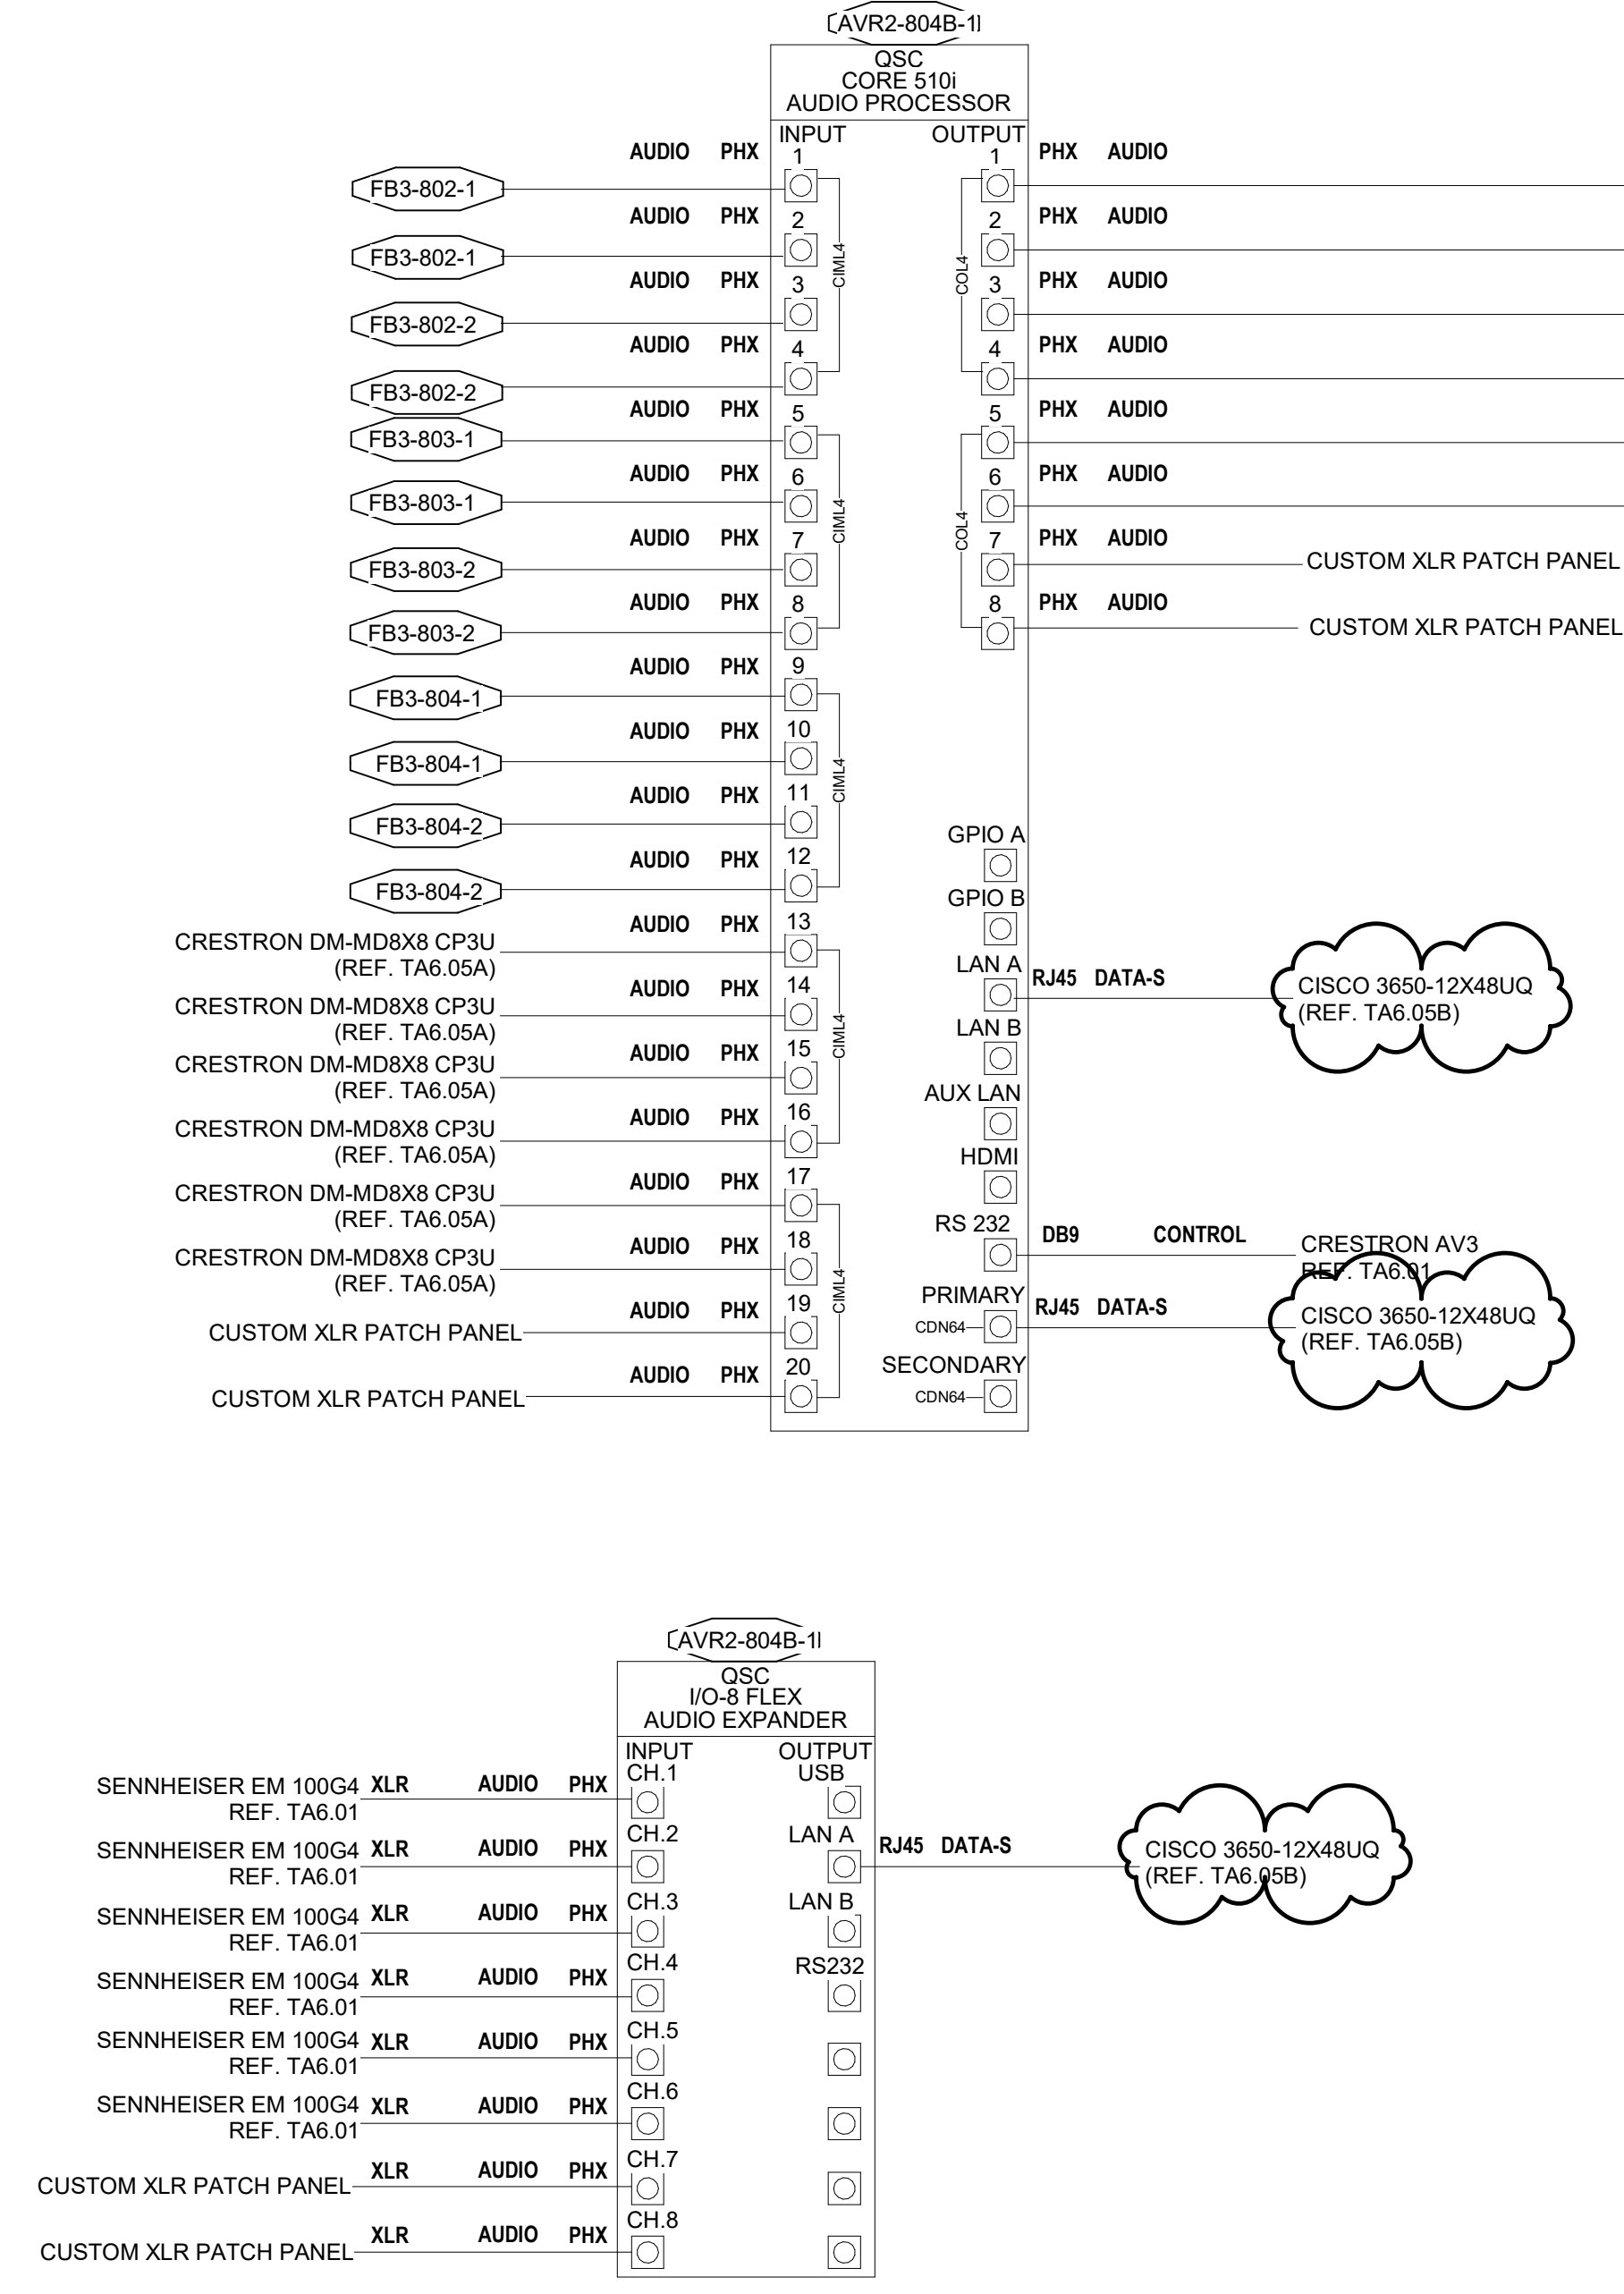 AVR2-804B-1
QSC
CORE 510i
AUDIO PROCESSOR
INPUT OUTPUT
AUDIO PHX 1 1 PHX AUDIO
FB3-802-1
AUDIO PHX 2 2 PHX AUDIO
FB3-802-1
CIML4 COL4
AUDIO PHX 3 3 PHX AUDIO
FB3-802-2
AUDIO PHX 4 4 PHX AUDIO
FB3-802-2
AUDIO PHX 5 5 PHX AUDIO
FB3-803-1
AUDIO PHX 6 6 PHX AUDIO
FB3-803-1
CIML4 COL4
AUDIO PHX 7 7 PHX AUDIO
FB3-803-2 CUSTOM XLR PATCH PANEL
AUDIO PHX 8 8 PHX AUDIO
FB3-803-2 CUSTOM XLR PATCH PANEL
AUDIO PHX 9
FB3-804-1
AUDIO PHX 10
FB3-804-1
CIML4
AUDIO PHX 11
FB3-804-2
GPIO A
AUDIO PHX 12
FB3-804-2
GPIO B
AUDIO PHX 13
CRESTRON DM-MD8X8 CP3U
(REF. TA6.05A)
LAN A RJ45 DATA-S
CISCO 3650-12X48UQ
(REF. TA6.05B)
AUDIO PHX 14
CRESTRON DM-MD8X8 CP3U
(REF. TA6.05A)
CIML4
LAN B
AUDIO PHX 15
CRESTRON DM-MD8X8 CP3U
(REF. TA6.05A)
AUX LAN
AUDIO PHX 16
CRESTRON DM-MD8X8 CP3U
(REF. TA6.05A)
HDMI
AUDIO PHX 17
CRESTRON DM-MD8X8 CP3U
(REF. TA6.05A)
RS 232 DB9 CONTROL
CRESTRON AV3
REF. TA6.01
AUDIO PHX 18
CRESTRON DM-MD8X8 CP3U
(REF. TA6.05A)
CIML4
PRIMARY RJ45 DATA-S
CDN64
CISCO 3650-12X48UQ
(REF. TA6.05B)
AUDIO PHX 19
CUSTOM XLR PATCH PANEL
SECONDARY
CDN64
AUDIO PHX 20
CUSTOM XLR PATCH PANEL
AVR2-804B-1
QSC
I/O-8 FLEX
AUDIO EXPANDER
INPUT OUTPUT
CH.1 USB
SENNHEISER EM 100G4 XLR AUDIO PHX
REF. TA6.01
CH.2 LAN A RJ45 DATA-S
SENNHEISER EM 100G4 XLR AUDIO PHX
REF. TA6.01
CISCO 3650-12X48UQ
(REF. TA6.05B)
CH.3 LAN B
SENNHEISER EM 100G4 XLR AUDIO PHX
REF. TA6.01
CH.4 RS232
SENNHEISER EM 100G4 XLR AUDIO PHX
REF. TA6.01
CH.5
SENNHEISER EM 100G4 XLR AUDIO PHX
REF. TA6.01
CH.6
SENNHEISER EM 100G4 XLR AUDIO PHX
REF. TA6.01
CH.7
XLR AUDIO PHX
CUSTOM XLR PATCH PANEL
CH.8
XLR AUDIO PHX
CUSTOM XLR PATCH PANEL